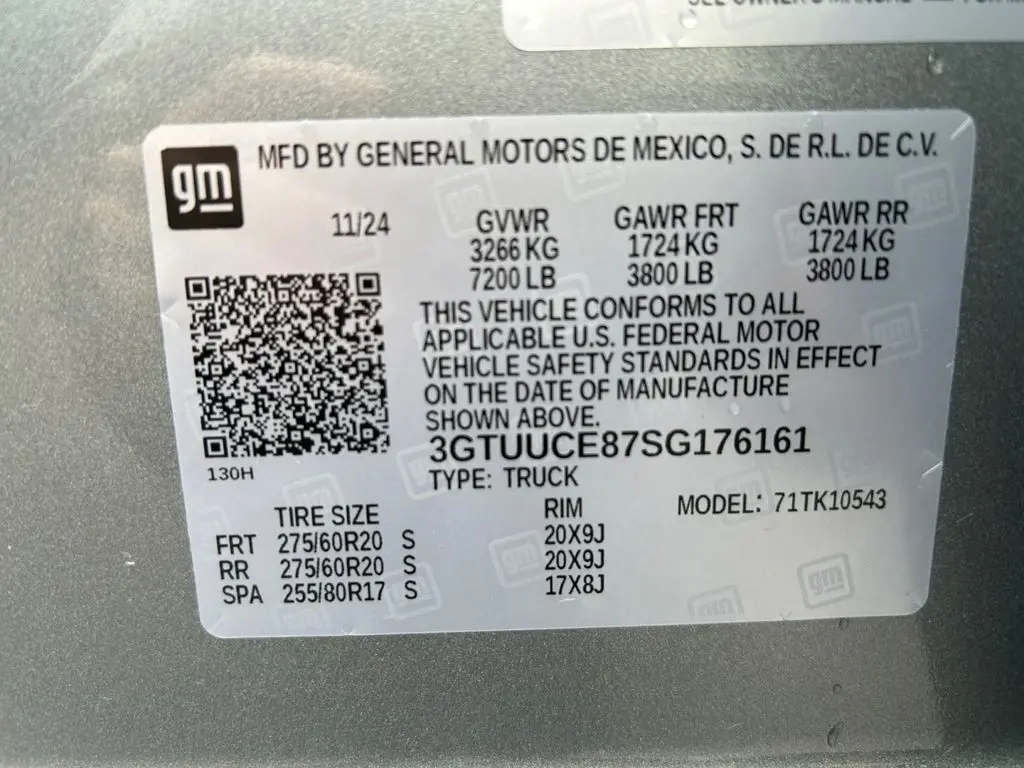 SEE OWNER'S MANUAL
gm
MFD BY GENERAL MOTORS DE MEXICO, S. DE R.L. DE C.V.
11/24
GVWR GAWR FRT GAWR RR
3266 KG 1724 KG 1724 KG
7200 LB 3800 LB 3800 LB
THIS VEHICLE CONFORMS TO ALL
APPLICABLE U.S. FEDERAL MOTOR
VEHICLE SAFETY STANDARDS IN EFFECT
ON THE DATE OF MANUFACTURE
SHOWN ABOVE.
3GTUUCE87SG176161
130H
TYPE: TRUCK
MODEL: 71TK10543
TIRE SIZE RIM
FRT 275/60R20 S 20X9J
RR 275/60R20 S 20X9J
SPA 255/80R17 S 17X8J